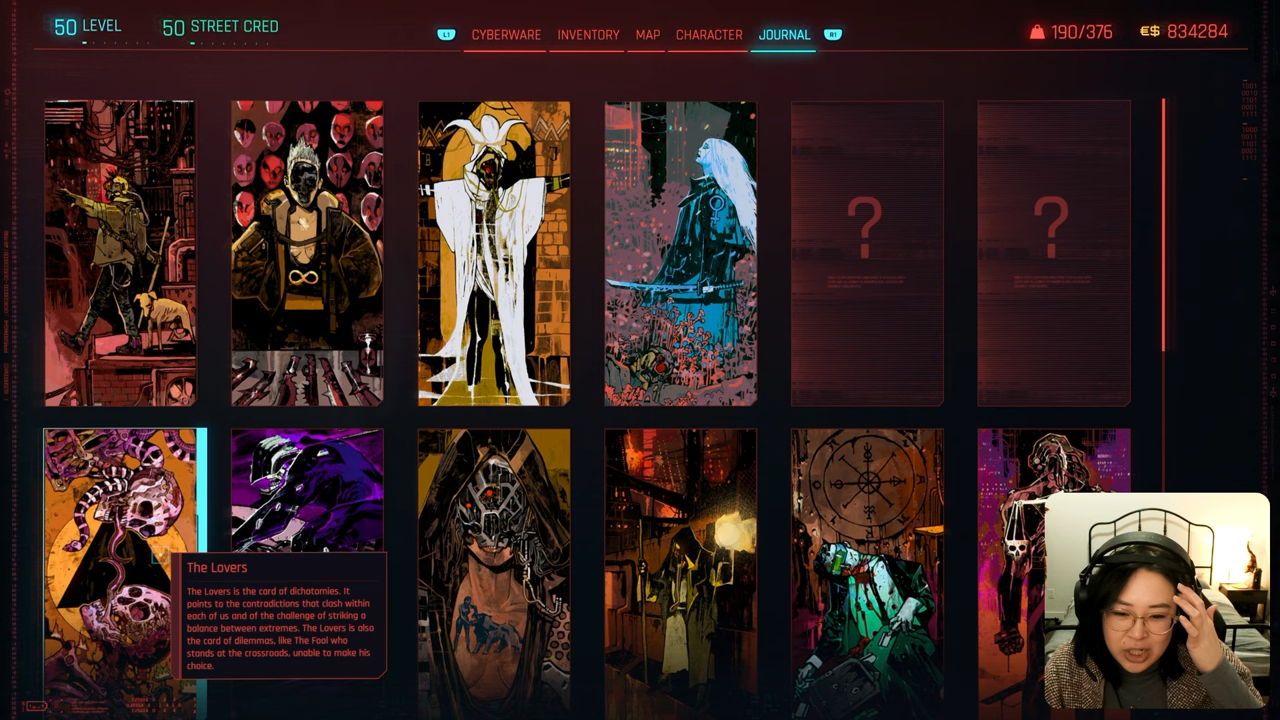 50 LEVEL
50 STREET CRED
L1
CYBERWARE
INVENTORY
MAP
CHARACTER
JOURNAL
R1
190/376
€$ 834284
?
?
The Lovers
The Lovers is the card of dichotomies. It
points to the contradictions that clash within
each of us and of the challenge of striking a
balance between extremes. The Lovers is also
the card of dilemmas, like The Fool who
stands at the crossroads, unable to make his
choice.